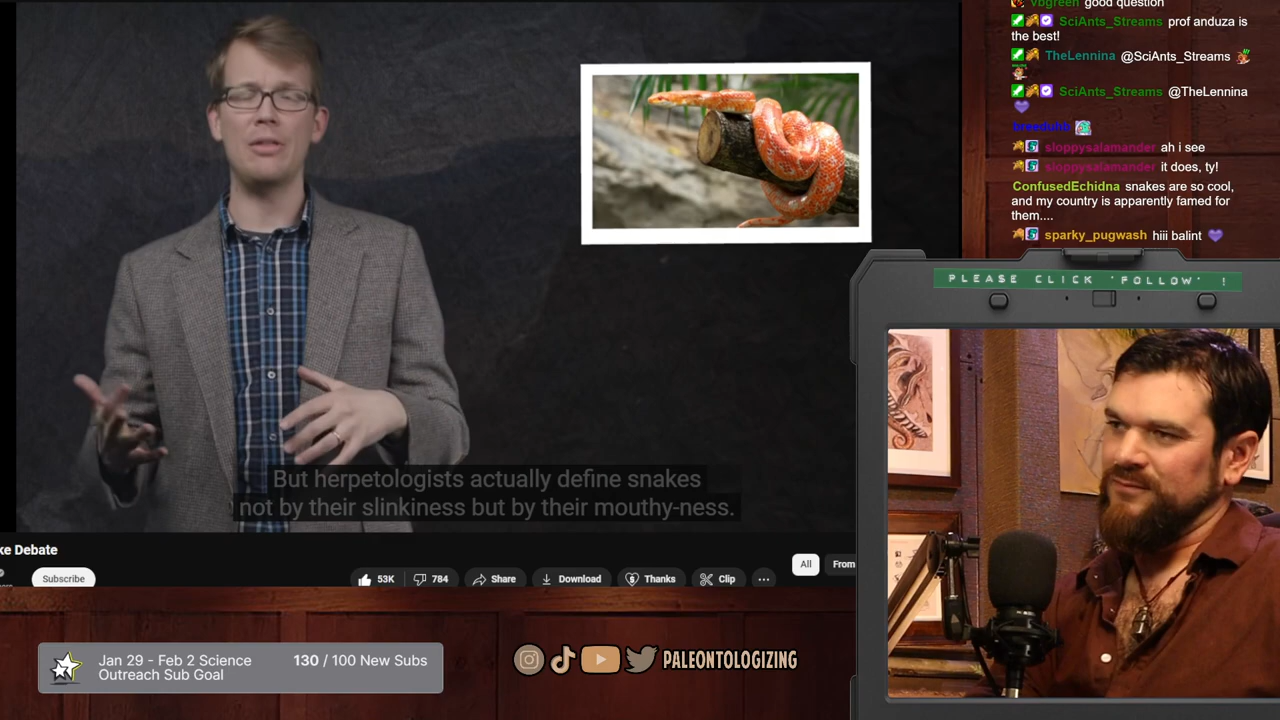 vbgreen good question
SciAnts_Streams prof anduza is
the best!
TheLennina @SciAnts_Streams
SciAnts_Streams @TheLennina
sloppysalamander ah i see
sloppysalamander it does, ty!
ConfusedEchidna snakes are so cool,
and my country is apparently famed for
them....
sparky_pugwash hiii balint
PLEASE CLICK 'FOLLOW' !
But herpetologists actually define snakes
not by their slinkiness but by their mouthy-ness.
ke Debate
Subscribe
53K
784
Share
Download
Thanks
Clip
...
All
From
Jan 29 - Feb 2 Science
Outreach Sub Goal
130 / 100 New Subs
PALEONTOLOGIZING